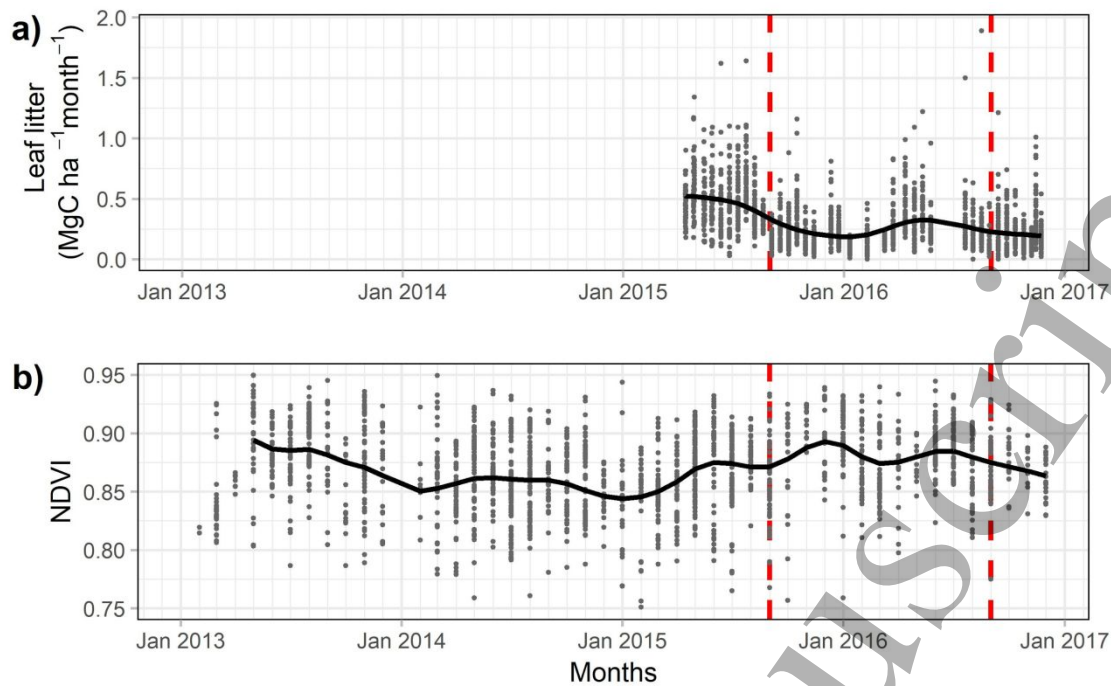 a)
Leaf litter
(MgC ha⁻¹month⁻¹)
2.0
1.5
1.0
0.5
0.0
Jan 2013 Jan 2014 Jan 2015 Jan 2016 Jan 2017
b)
NDVI
0.95
0.90
0.85
0.80
0.75
Jan 2013 Jan 2014 Jan 2015 Jan 2016 Jan 2017
Months